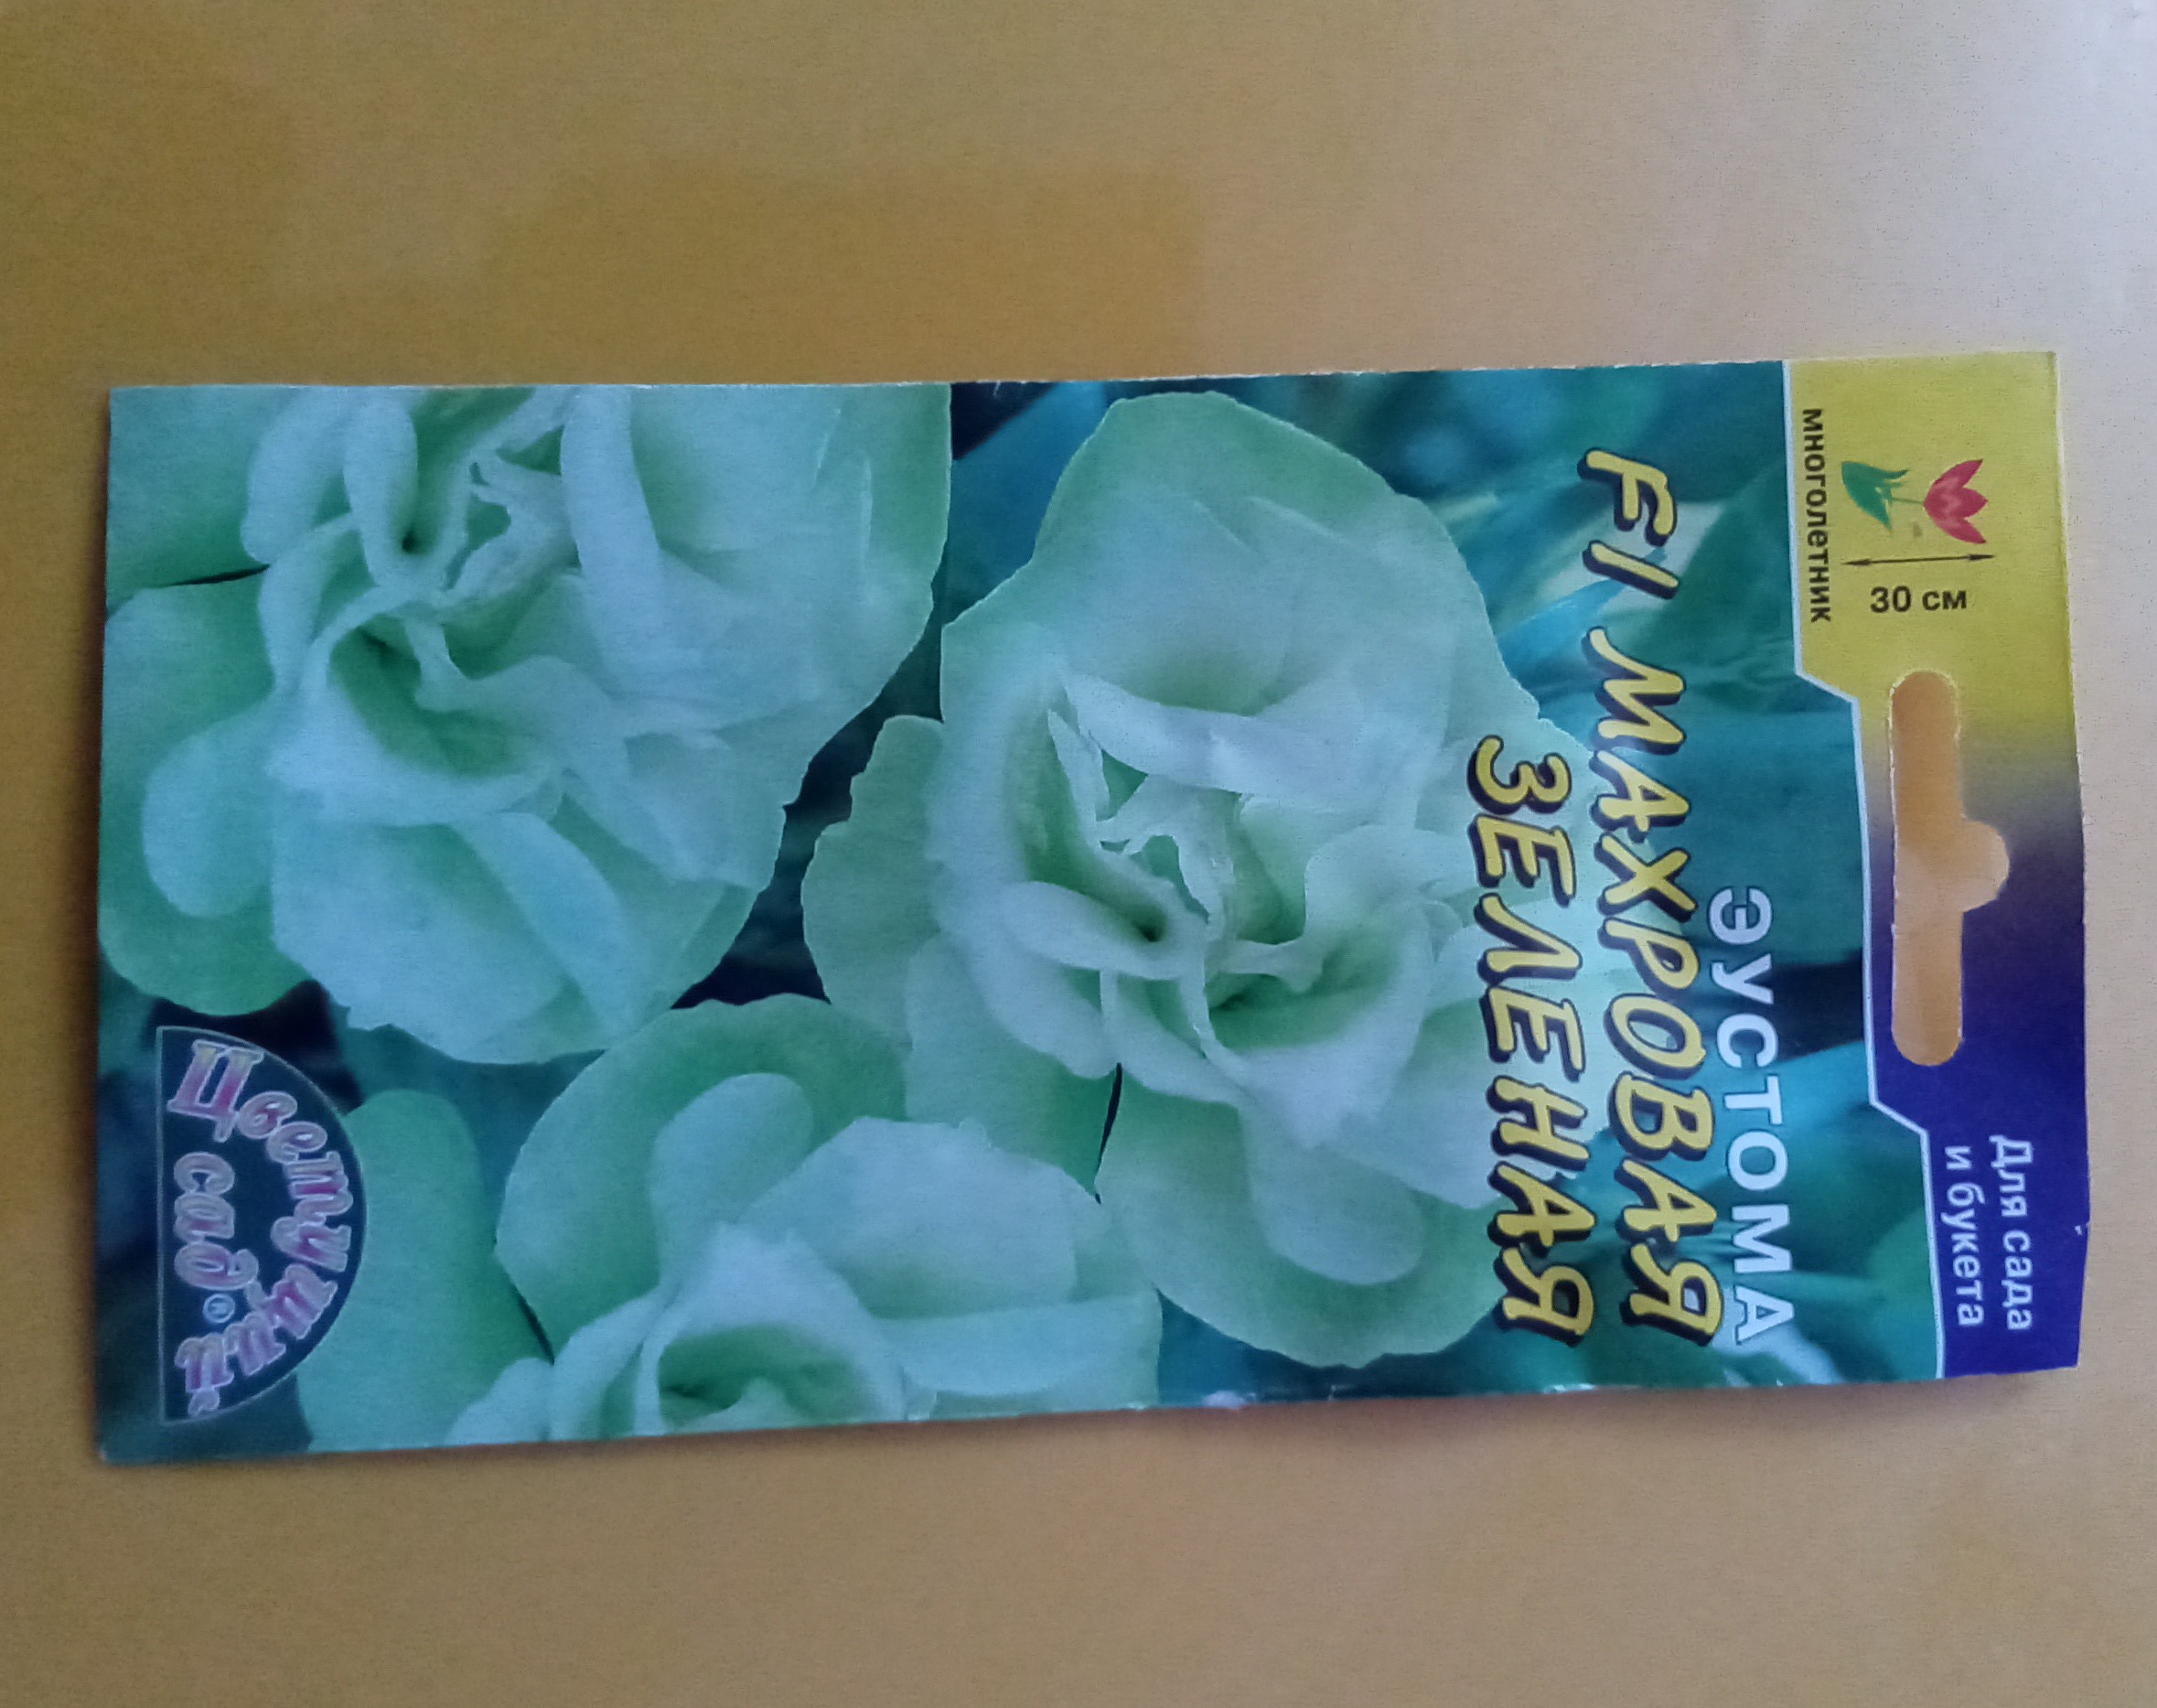 многолетник
30 см
Для сада
и букета
ЭУСТОМА
F1 МАХРОВАЯ
ЗЕЛЕНАЯ
Цветущий
сад®